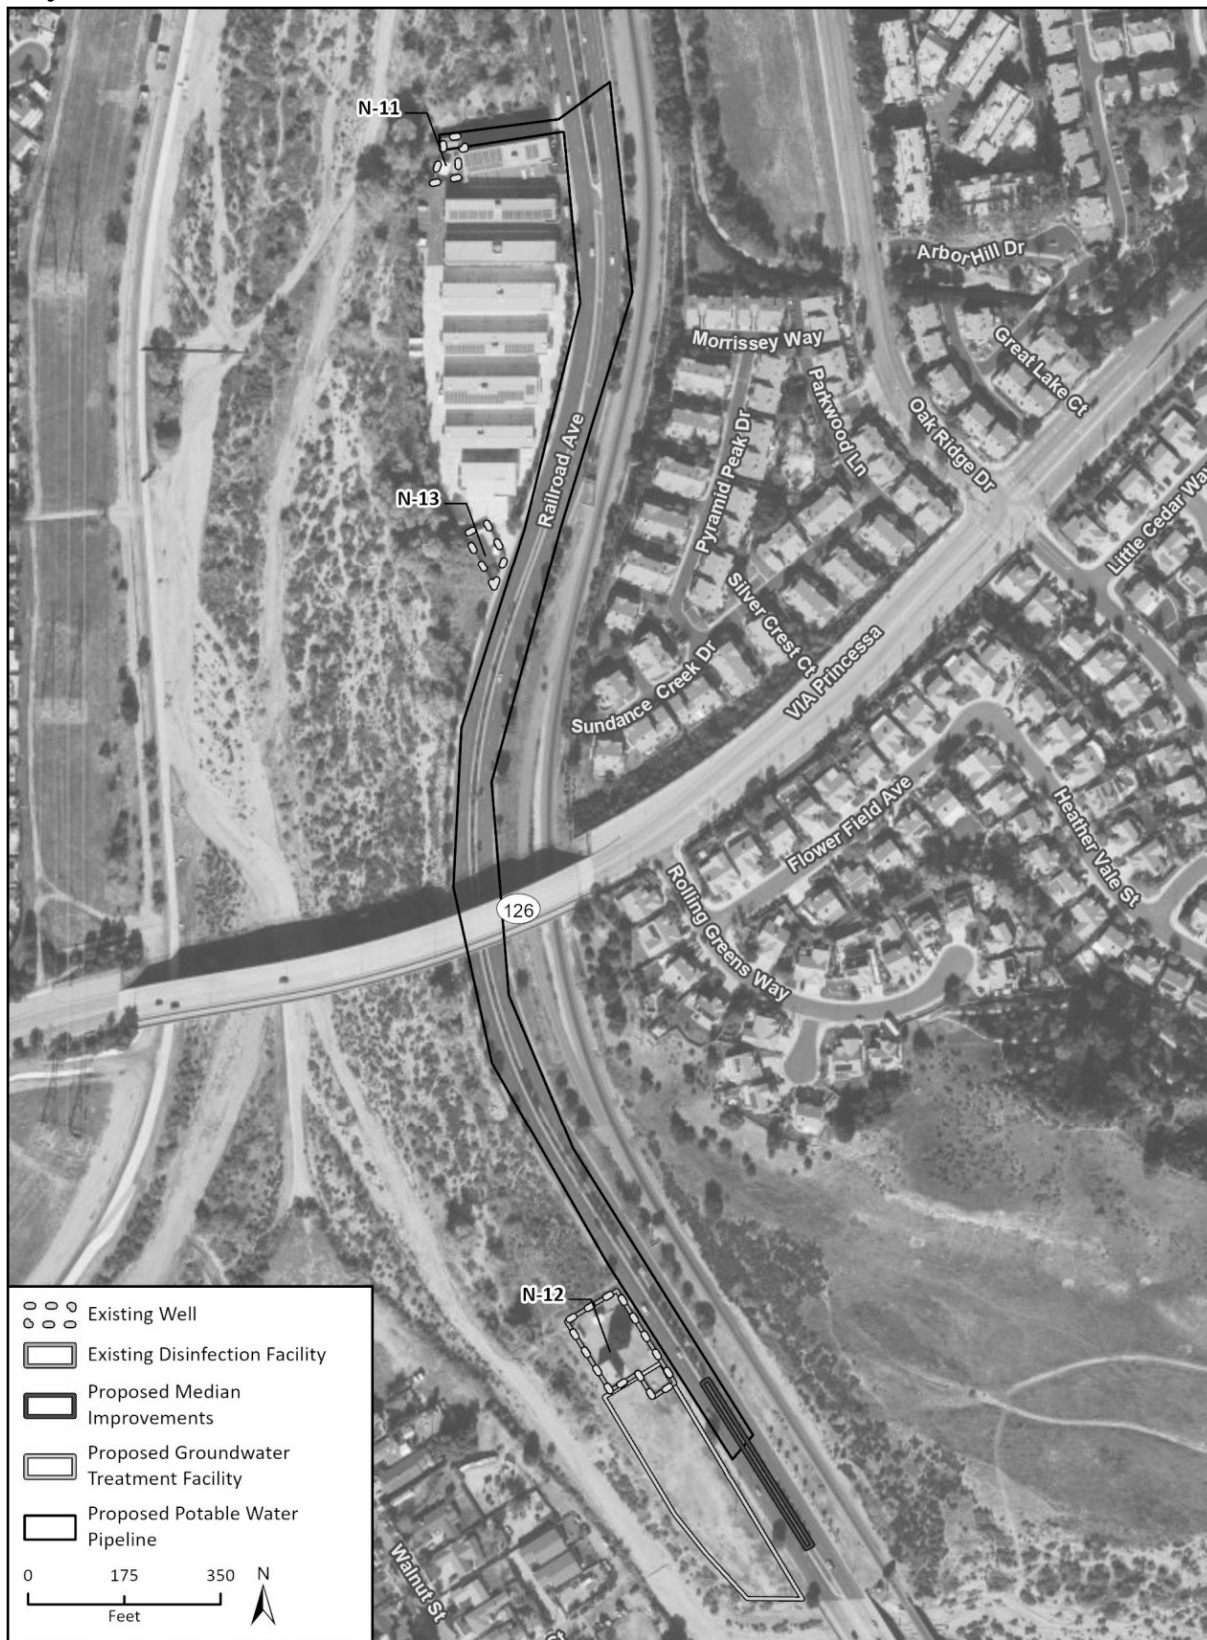 N-11
ArborHill Dr
Morrissey Way
Great Lake Ct
Parkwood Ln
Oak Ridge Dr
Pyramid Peak Dr
Railroad Ave
Little Cedar Way
N-13
Silver Crest Ct
Sundance Creek Dr
VIA Princessa
Flower Field Ave
Heather Vale St
Rolling Greens Way
126
N-12
Walnut St
Existing Well
Existing Disinfection Facility
Proposed Median
Improvements
Proposed Groundwater
Treatment Facility
Proposed Potable Water
Pipeline
0 175 350
N
Feet